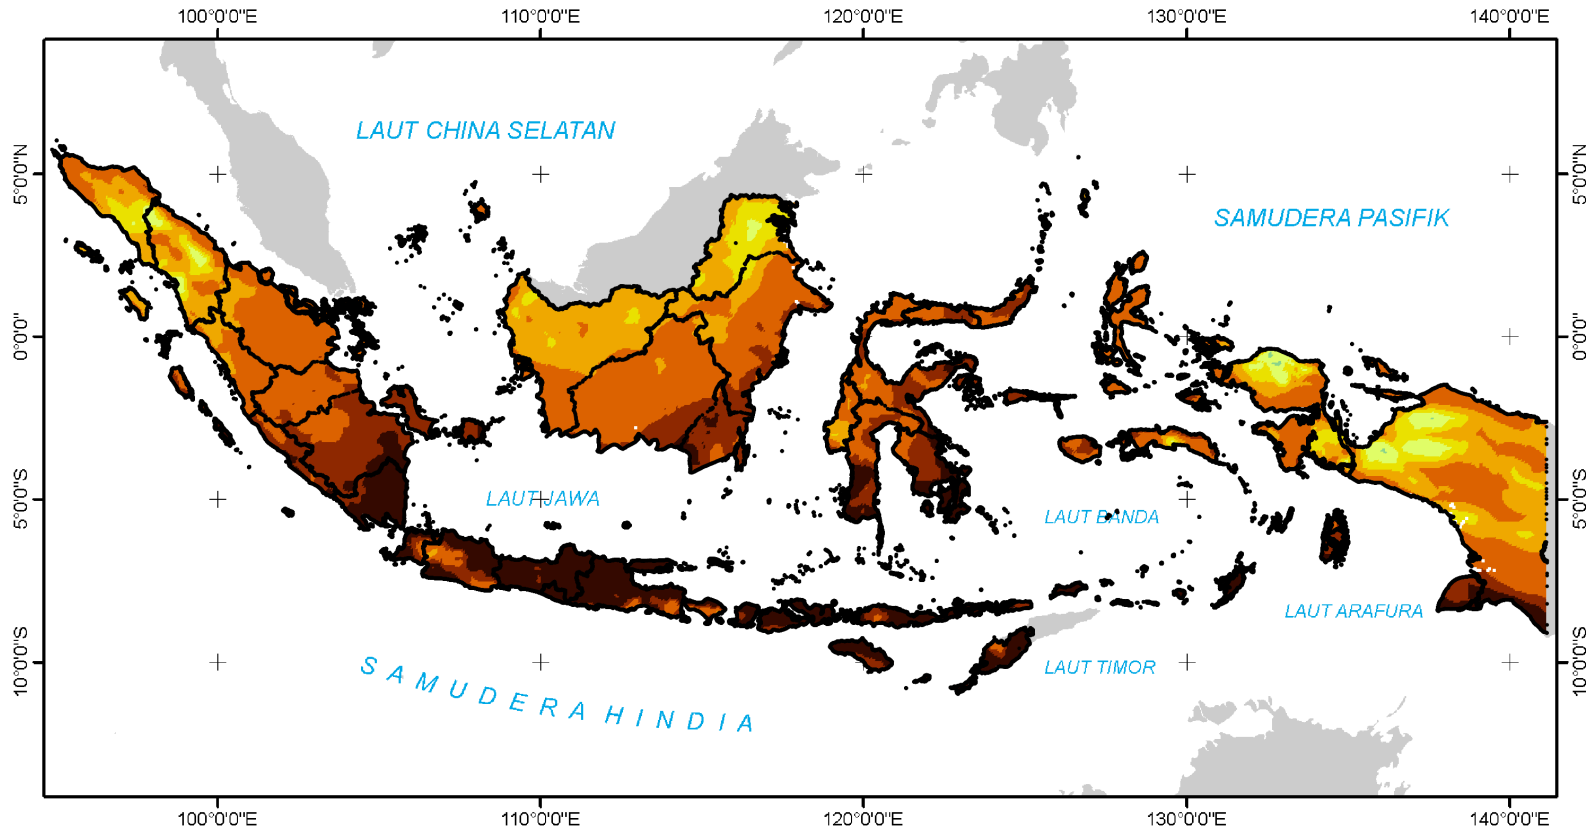 100°0'0"E 110°0'0"E 120°0'0"E 130°0'0"E 140°0'0"E
LAUT CHINA SELATAN
5°0'0"N 5°0'0"N
SAMUDERA PASIFIK
0°0'0" 0°0'0"
5°0'0"S 5°0'0"S
LAUT JAWA
LAUT BANDA
LAUT ARAFURA
10°0'0"S 10°0'0"S
LAUT TIMOR
SAMUDERA HINDIA
100°0'0"E 110°0'0"E 120°0'0"E 130°0'0"E 140°0'0"E